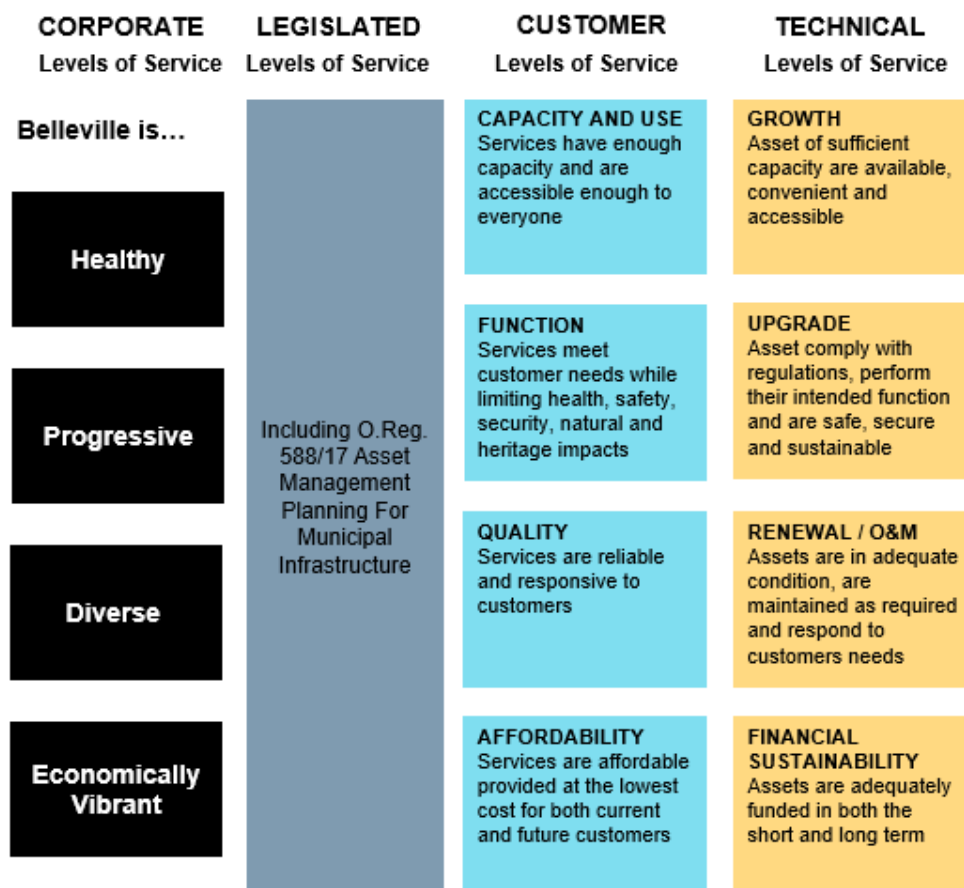 CORPORATE
Levels of Service
Belleville is...
Healthy
Progressive
Diverse
Economically
Vibrant
LEGISLATED
Levels of Service
Including O.Reg.
588/17 Asset
Management
Planning For
Municipal
Infrastructure
CUSTOMER
Levels of Service
CAPACITY AND USE
Services have enough
capacity and are
accessible enough to
everyone
FUNCTION
Services meet
customer needs while
limiting health, safety,
security, natural and
heritage impacts
QUALITY
Services are reliable
and responsive to
customers
AFFORDABILITY
Services are affordable
provided at the lowest
cost for both current
and future customers
TECHNICAL
Levels of Service
GROWTH
Asset of sufficient
capacity are available,
convenient and
accessible
UPGRADE
Asset comply with
regulations, perform
their intended function
and are safe, secure
and sustainable
RENEWAL / O&M
Assets are in adequate
condition, are
maintained as required
and respond to
customers needs
FINANCIAL
SUSTAINABILITY
Assets are adequately
funded in both the
short and long term